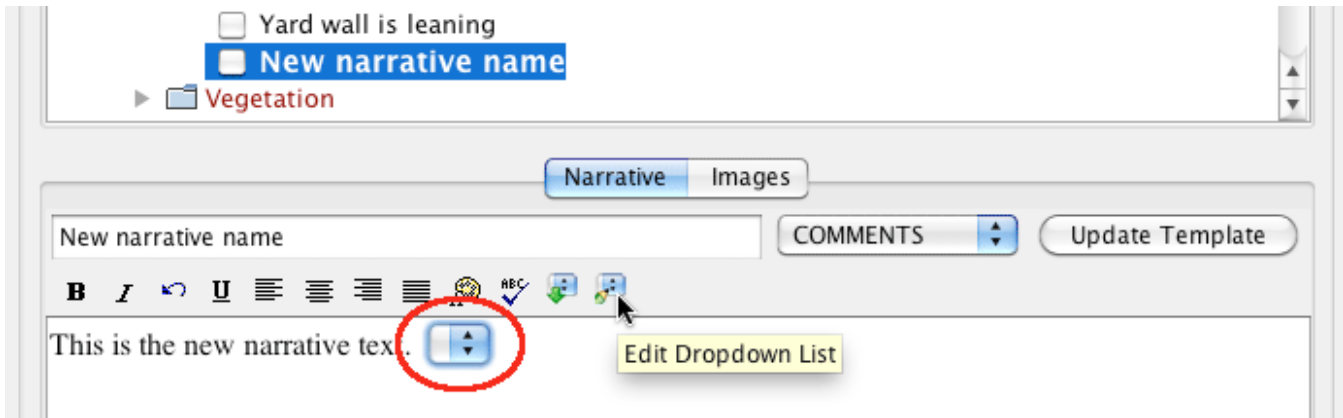 Yard wall is leaning
New narrative name
Vegetation
Narrative Images
New narrative name COMMENTS Update Template
B I U ABC
This is the new narrative tex..
Edit Dropdown List